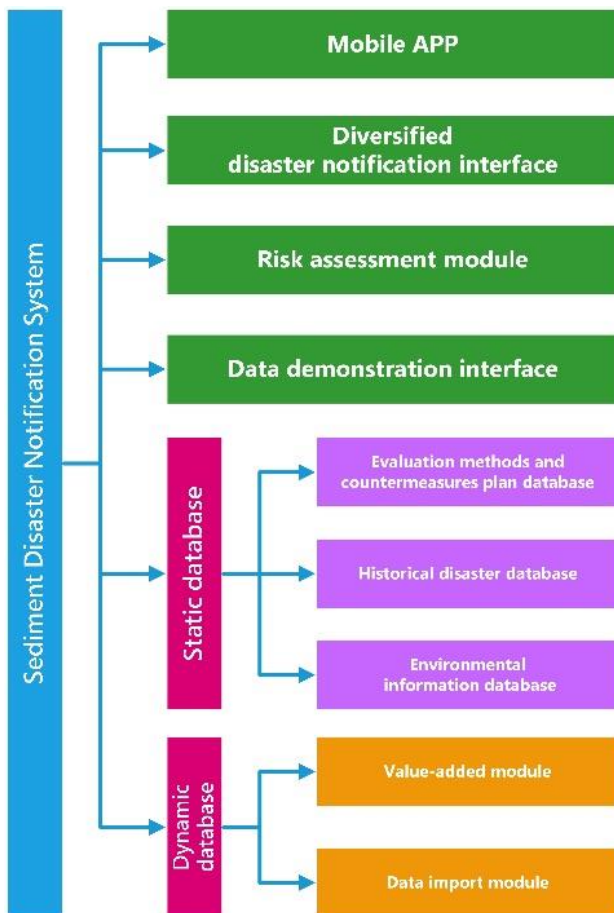 Sediment Disaster Notification System
Mobile APP
Diversified
disaster notification interface
Risk assessment module
Data demonstration interface
Static database
Evaluation methods and
countermeasures plan database
Historical disaster database
Environmental
information database
Dynamic
database
Value-added module
Data import module